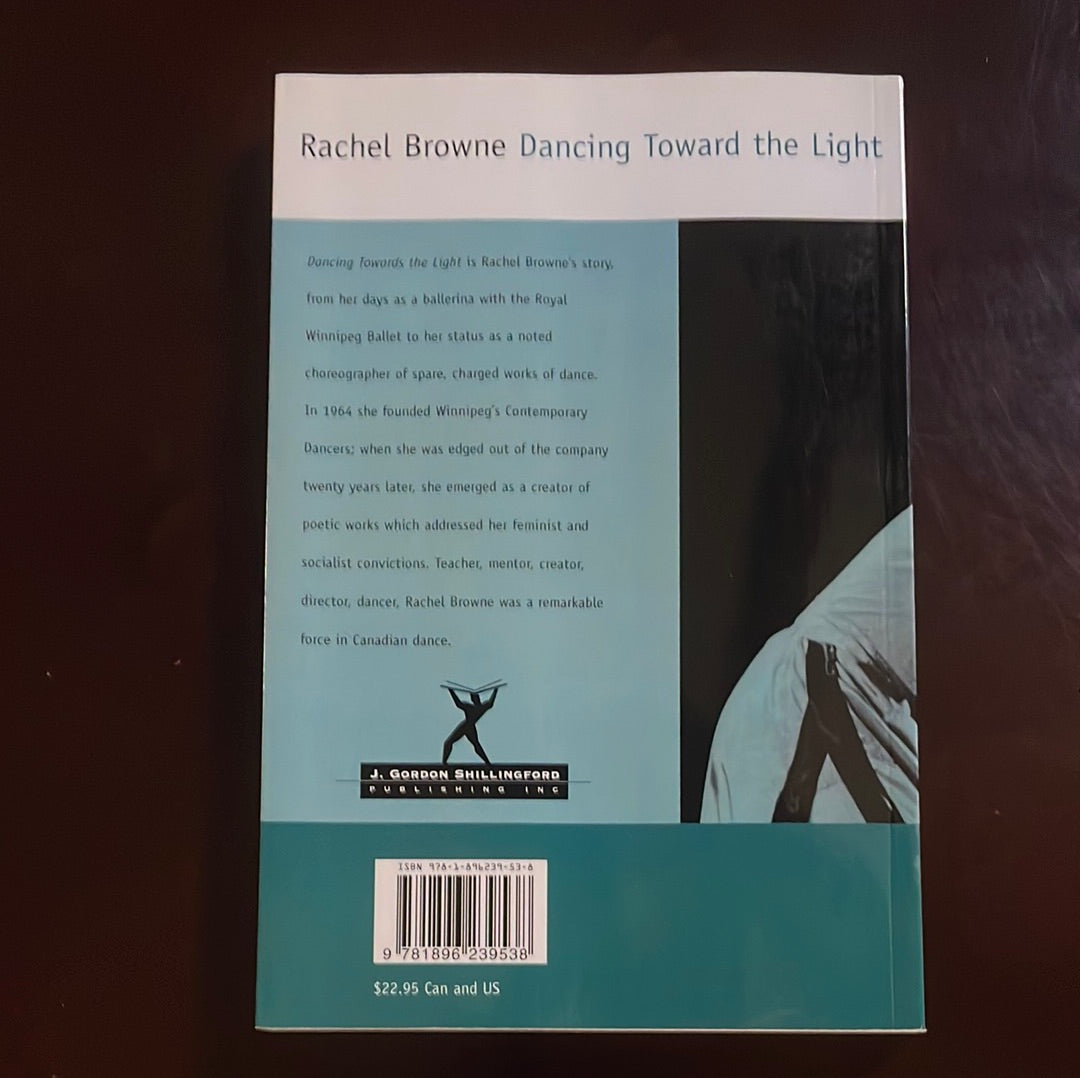 Rachel Browne Dancing Toward the Light
Dancing Towards the Light is Rachel Browne's story,
from her days as a ballerina with the Royal
Winnipeg Ballet to her status as a noted
choreographer of spare, charged works of dance.
In 1964 she founded Winnipeg's Contemporary
Dancers; when she was edged out of the company
twenty years later, she emerged as a creator of
poetic works which addressed her feminist and
socialist convictions. Teacher, mentor, creator,
director, dancer, Rachel Browne was a remarkable
force in Canadian dance.
J. GORDON SHILLINGFORD
PUBLISHING INC
ISBN 978-1-896239-53-8
9 781896 239538
$22.95 Can and US